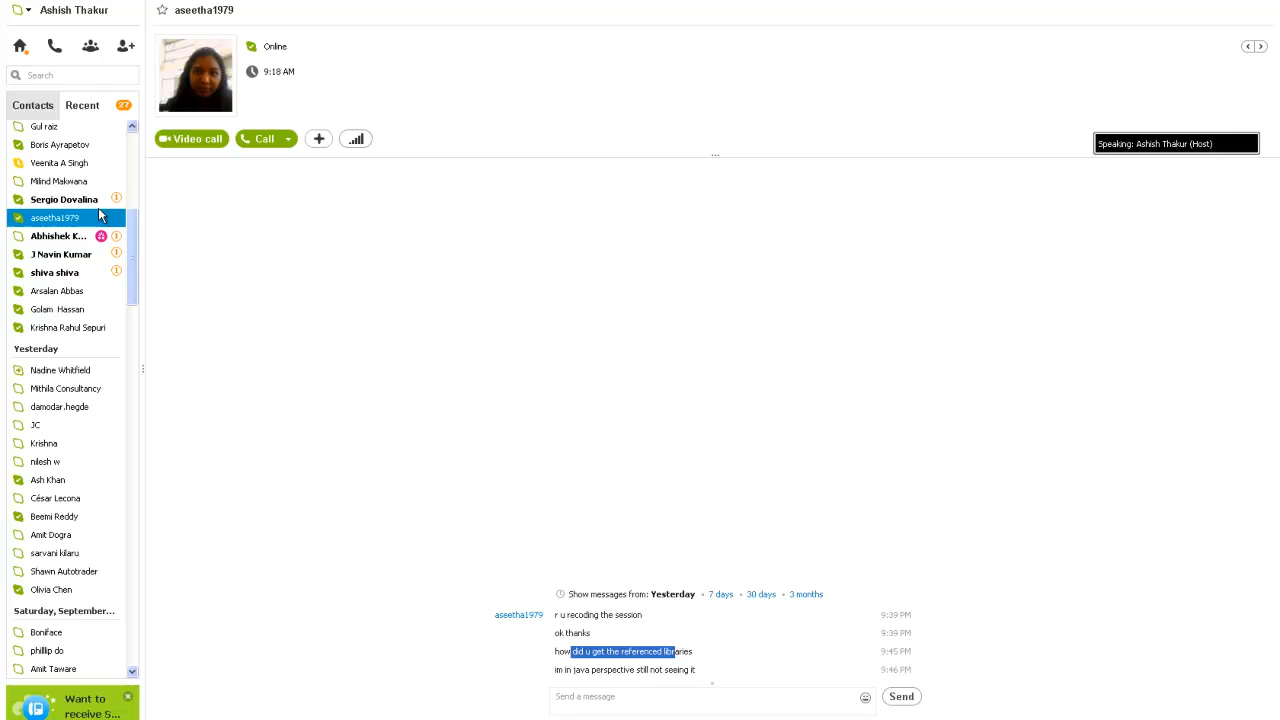 Ashish Thakur
aseetha1979
Online
9:18 AM
Search
Contacts
Recent
27
Video call
Call
Speaking: Ashish Thakur (Host)
Gul raiz
Boris Ayrapetov
Veenita A Singh
Milind Makwana
Sergio Dovalina 1
aseetha1979
Abhishek K... 1
J Navin Kumar 1
shiva shiva 1
Arsalan Abbas
Golam Hassan
Krishna Rahul Sepuri
Yesterday
Nadine Whitfield
Mithila Consultancy
damodar.hegde
JC
Krishna
nilesh w
Ash Khan
César Lecona
Beemi Reddy
Amit Dogra
sarvani kilaru
Shawn Autotrader
Olivia Chen
Saturday, September...
Boniface
phillip do
Amit Taware
Want to
receive S...
Show messages from: Yesterday • 7 days • 30 days • 3 months
aseetha1979 r u recoding the session 9:39 PM
ok thanks 9:39 PM
how did u get the referenced libraries 9:45 PM
im in java perspective still not seeing it 9:46 PM
Send a message
Send